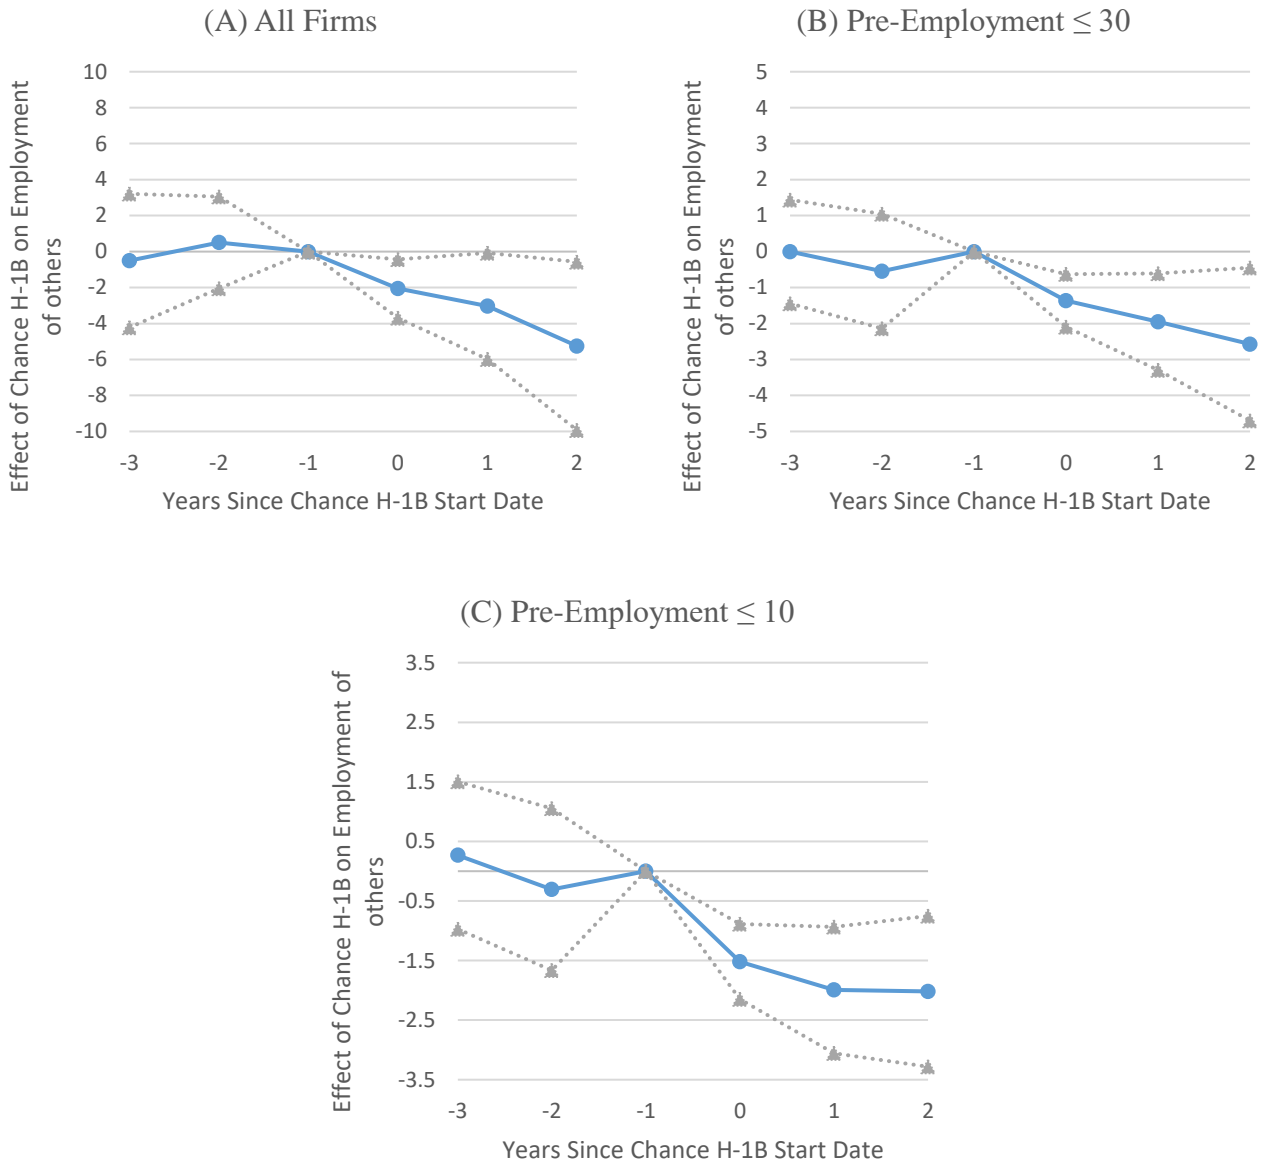 (A) All Firms
Effect of Chance H-1B on Employment
of others
10
8
6
4
2
0
-2
-4
-6
-8
-10
-3 -2 -1 0 1 2
Years Since Chance H-1B Start Date
(B) Pre-Employment ≤ 30
Effect of Chance H-1B on Employment
of others
5
4
3
2
1
0
-1
-2
-3
-4
-5
-3 -2 -1 0 1 2
Years Since Chance H-1B Start Date
(C) Pre-Employment ≤ 10
Effect of Chance H-1B on Employment of
others
3.5
2.5
1.5
0.5
-0.5
-1.5
-2.5
-3.5
-3 -2 -1 0 1 2
Years Since Chance H-1B Start Date